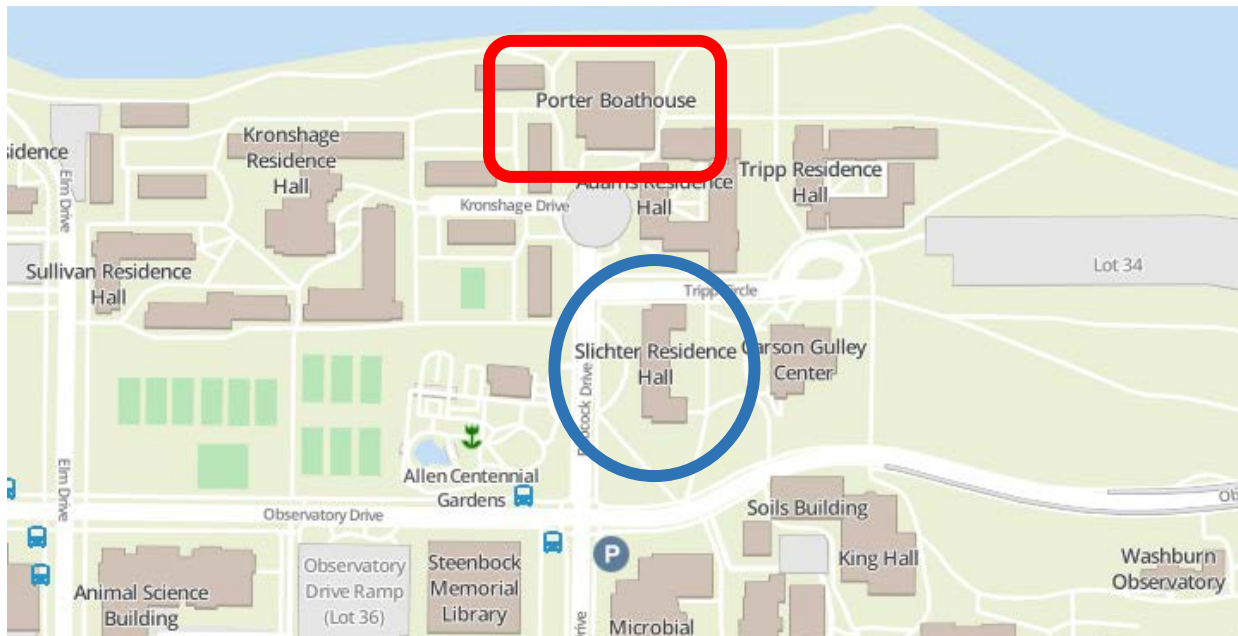 Porter Boathouse
Kronshage
Residence
Hall
sidence
Elm Drive
Adams Residence
Hall
Tripp Residence
Hall
Kronshage Drive
Sullivan Residence
Hall
Lot 34
Tripp Circle
Slichter Residence
Hall
Carson Gulley
Center
Allen Centennial
Gardens
Elm Drive
Observatory Drive
Soils Building
P
King Hall
Washburn
Observatory
Animal Science
Building
Observatory
Drive Ramp
(Lot 36)
Steenbock
Memorial
Library
Drive
Microbial
Ob